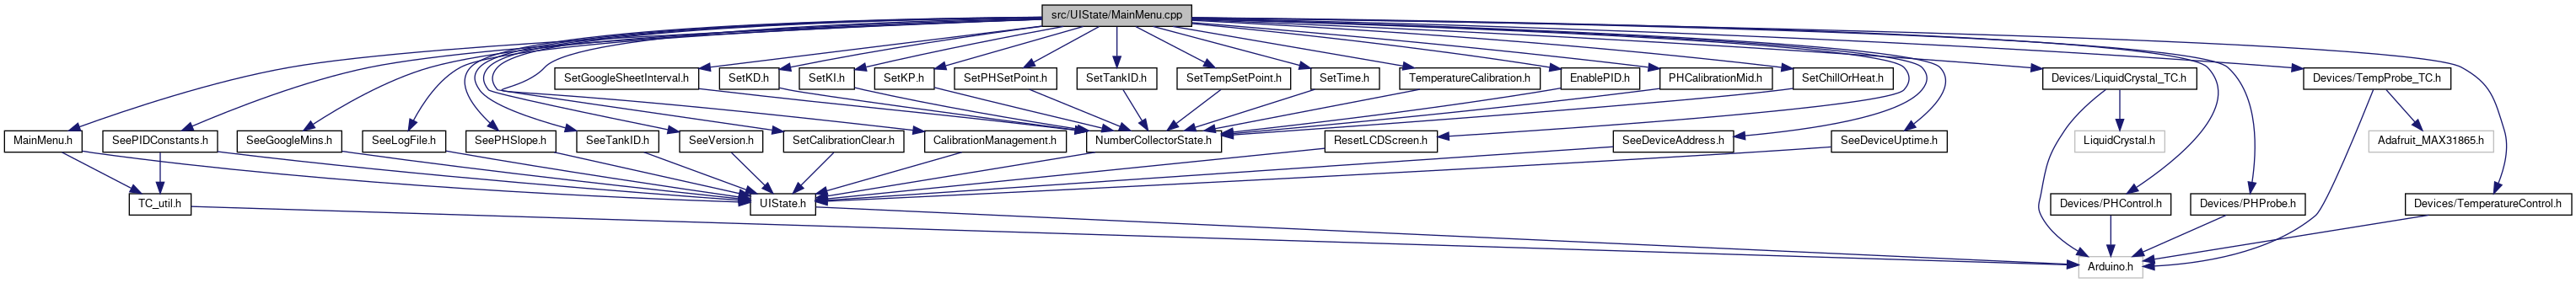 src/UIState/MainMenu.cpp
SetGoogleSheetInterval.h
SetKD.h
SetKI.h
SetKP.h
SetPHSetPoint.h
SetTankID.h
SetTempSetPoint.h
SetTime.h
TemperatureCalibration.h
EnablePID.h
PHCalibrationMid.h
SetChillOrHeat.h
Devices/LiquidCrystal_TC.h
Devices/TempProbe_TC.h
MainMenu.h
SeePIDConstants.h
SeeGoogleMins.h
SeeLogFile.h
SeePHSlope.h
SeeTankID.h
SeeVersion.h
SetCalibrationClear.h
CalibrationManagement.h
NumberCollectorState.h
ResetLCDScreen.h
SeeDeviceAddress.h
SeeDeviceUptime.h
LiquidCrystal.h
Adafruit_MAX31865.h
TC_util.h
UIState.h
Devices/PHControl.h
Devices/PHProbe.h
Devices/TemperatureControl.h
Arduino.h